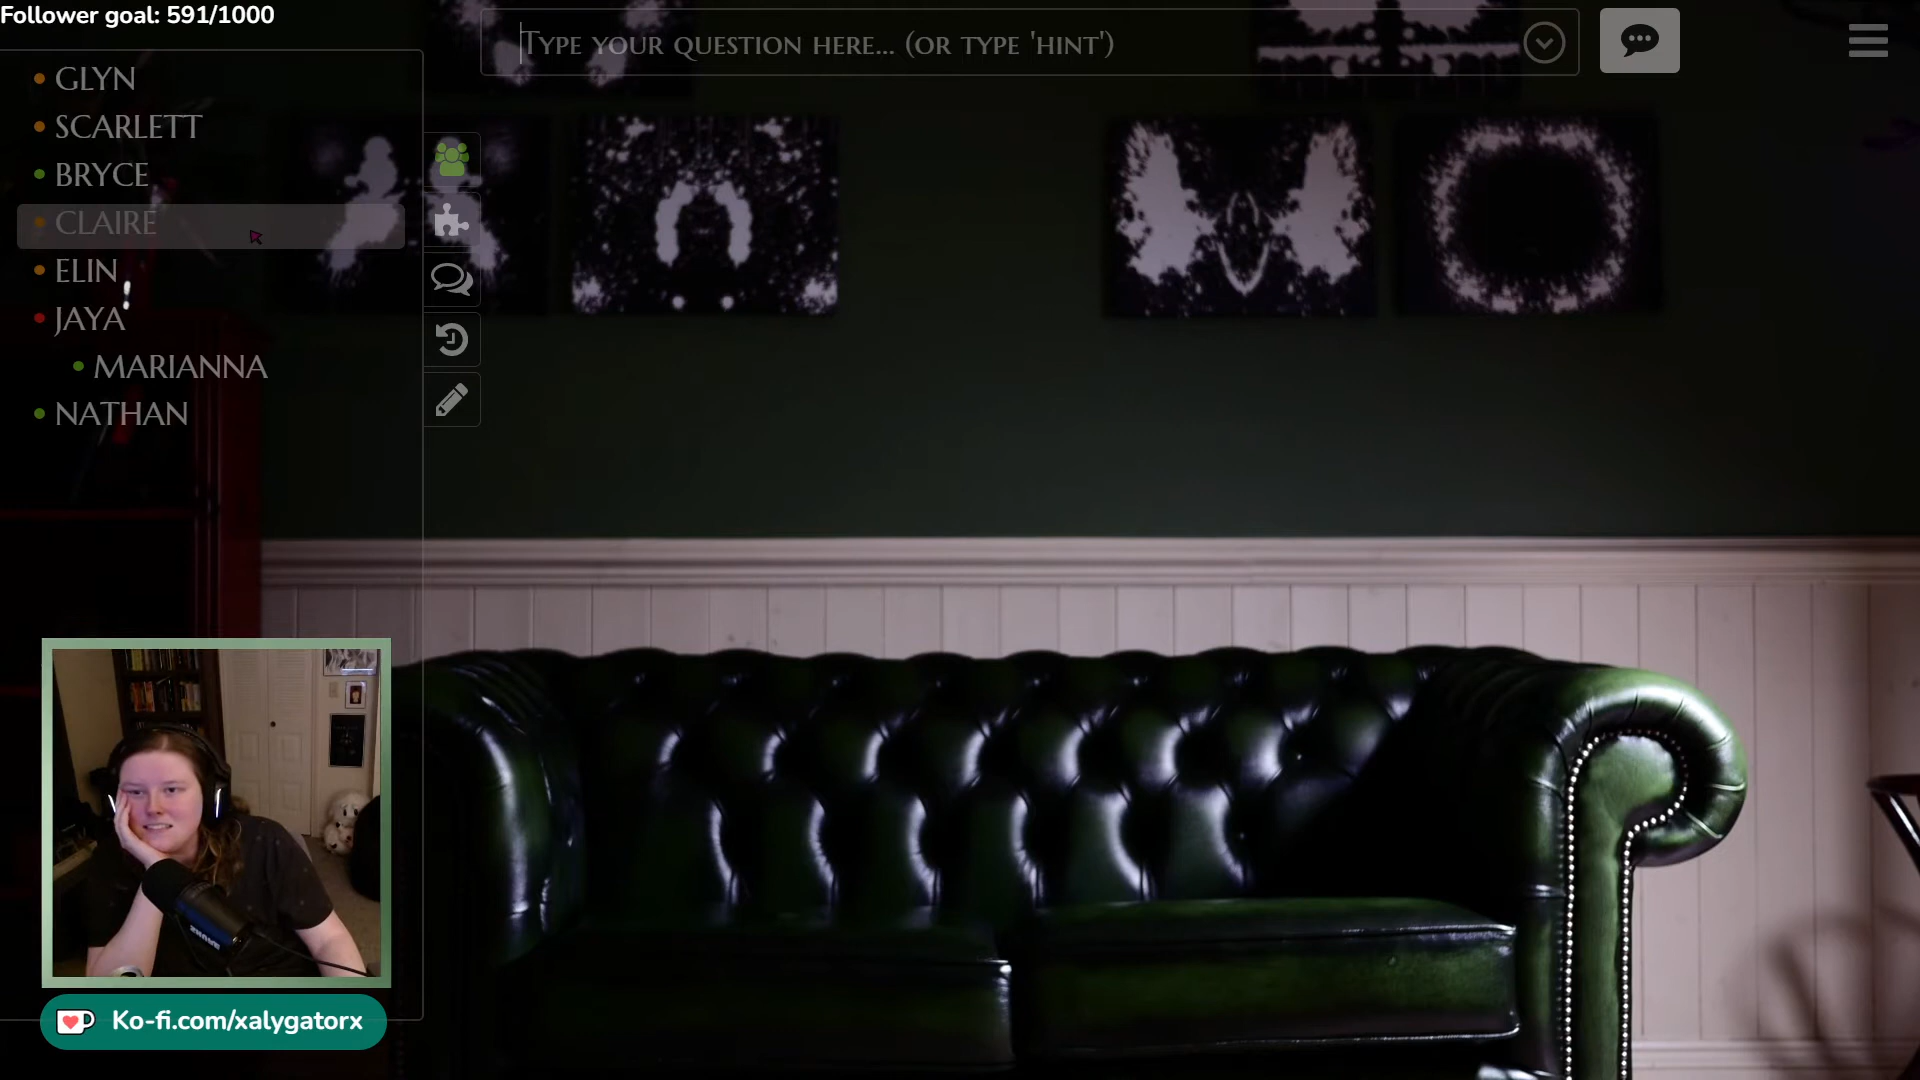 Follower goal: 591/1000
Type your question here... (or type 'hint')
GLYN
SCARLETT
BRYCE
CLAIRE
ELIN
JAYA
MARIANNA
NATHAN
SHURE
Ko-fi.com/xalygatorx